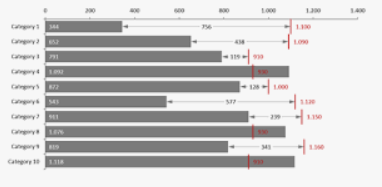 0 200 400 600 800 1.000 1.200 1.400
Category 1 344 756 1.100
Category 2 652 438 1.090
Category 3 791 119 910
Category 4 1.092 930
Category 5 872 128 1.000
Category 6 543 577 1.120
Category 7 911 239 1.150
Category 8 1.076 930
Category 9 819 341 1.160
Category 10 1.118 910